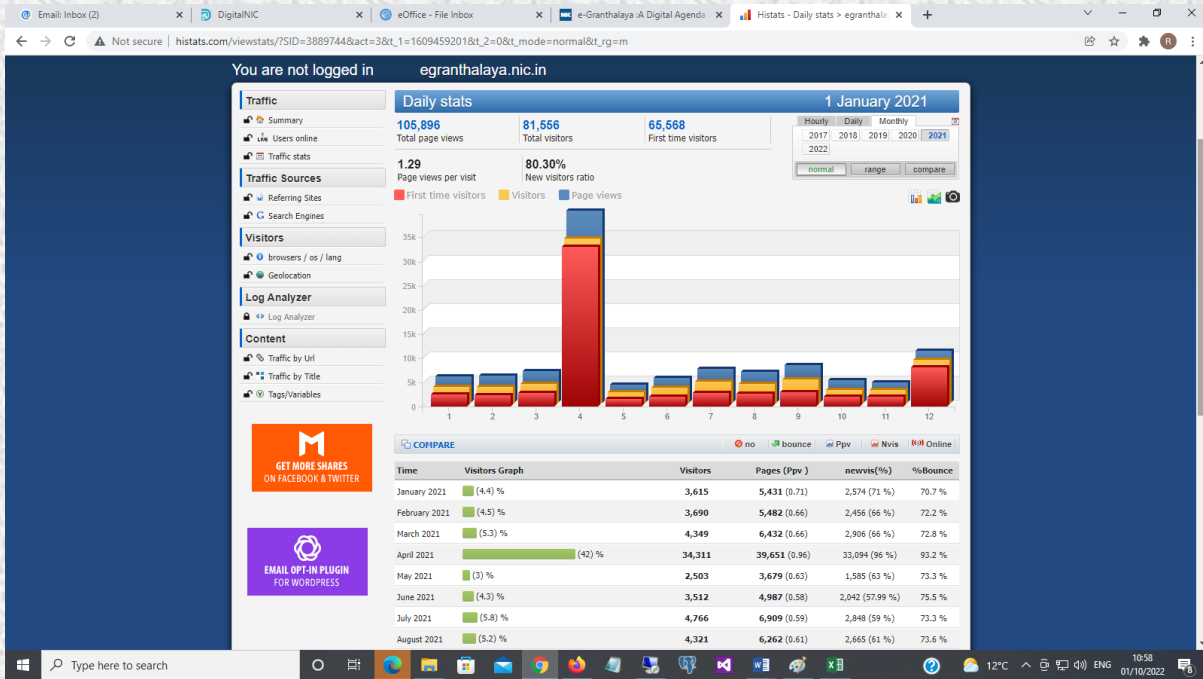 Email: Inbox (2)
DigitalNIC
eOffice - File Inbox
NIC e-Granthalaya :A Digital Agenda
Histats - Daily stats > egranthala
Not secure | histats.com/viewstats/?SID=3889744&act=3&t_1=1609459201&t_2=0&t_mode=normal&t_rg=m
R
You are not logged in egranthalaya.nic.in
Traffic
Summary
LIVE Users online
Traffic stats
Traffic Sources
Referring Sites
Search Engines
Visitors
browsers / os / lang
Geolocation
Log Analyzer
Log Analyzer
Content
Traffic by Url
Traffic by Title
Tags/Variables
GET MORE SHARES
ON FACEBOOK & TWITTER
EMAIL OPT-IN PLUGIN
FOR WORDPRESS
Daily stats 1 January 2021
105,896 81,556 65,568
Total page views Total visitors First time visitors
1.29 80.30%
Page views per visit New visitors ratio
Hourly Daily Monthly
2017 2018 2019 2020 2021
2022
normal range compare
First time visitors Visitors Page views
35k
30k
25k
20k
15k
10k
5k
0
1 2 3 4 5 6 7 8 9 10 11 12
COMPARE no bounce Ppv Nvis Online
Time Visitors Graph Visitors Pages (Ppv ) newvis(%) %Bounce
January 2021 (4.4) % 3,615 5,431 (0.71) 2,574 (71 %) 70.7 %
February 2021 (4.5) % 3,690 5,482 (0.66) 2,456 (66 %) 72.2 %
March 2021 (5.3) % 4,349 6,432 (0.66) 2,906 (66 %) 72.8 %
April 2021 (42) % 34,311 39,651 (0.96) 33,094 (96 %) 93.2 %
May 2021 (3) % 2,503 3,679 (0.63) 1,585 (63 %) 73.3 %
June 2021 (4.3) % 3,512 4,987 (0.58) 2,042 (57.99 %) 75.5 %
July 2021 (5.8) % 4,766 6,909 (0.59) 2,848 (59 %) 73.3 %
August 2021 (5.2) % 4,321 6,262 (0.61) 2,665 (61 %) 73.6 %
Type here to search
12°C ENG
10:58
01/10/2022
8